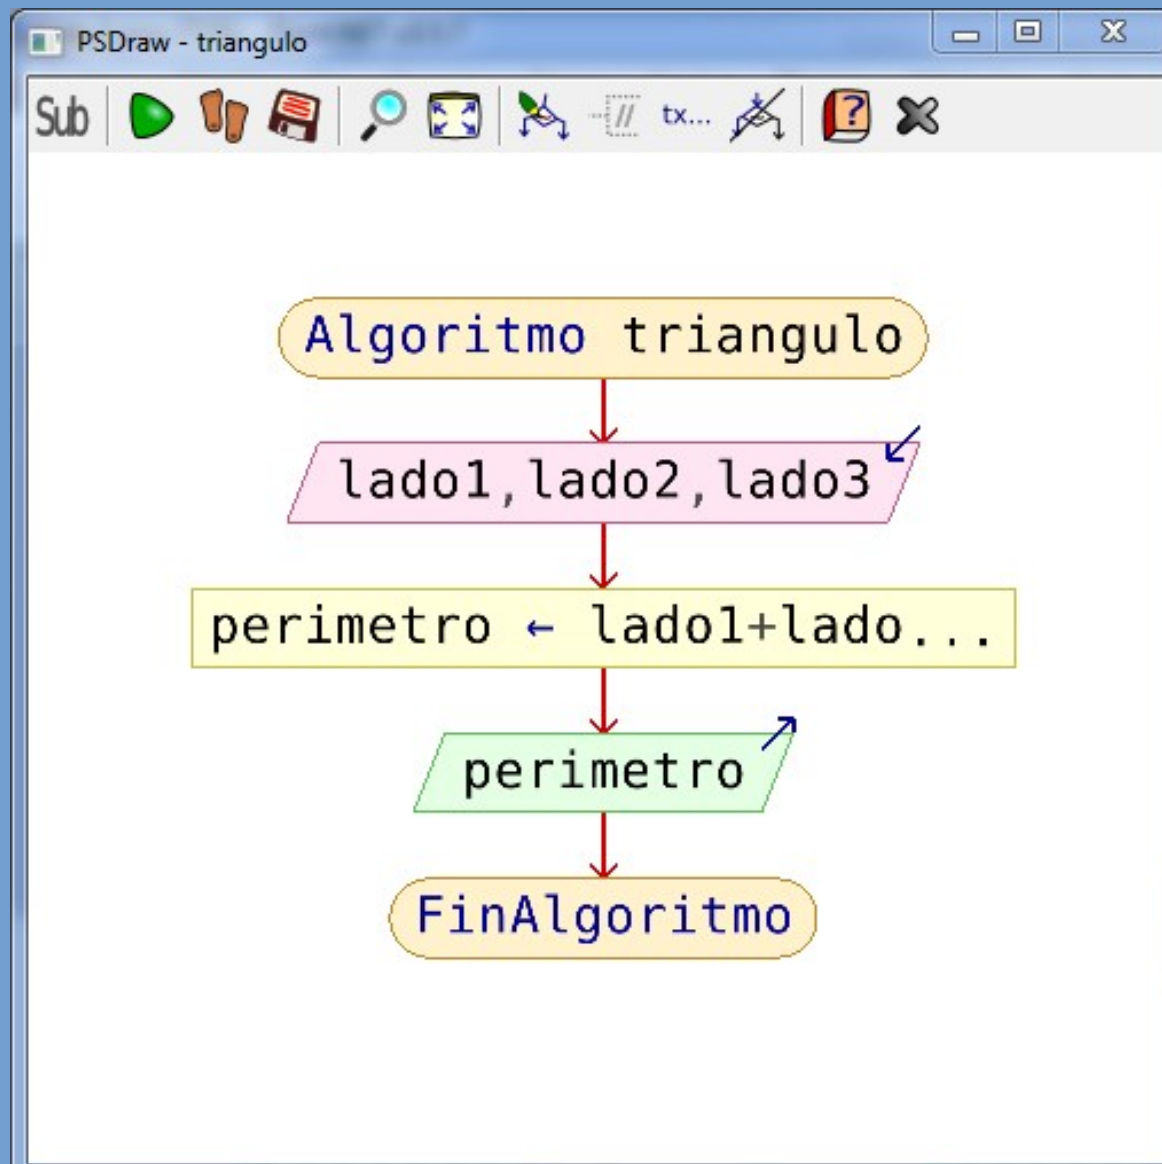 PSDraw - triangulo
Sub
//
tx...
?
Algoritmo triangulo
lado1,lado2,lado3
perimetro ← lado1+lado...
perimetro
FinAlgoritmo